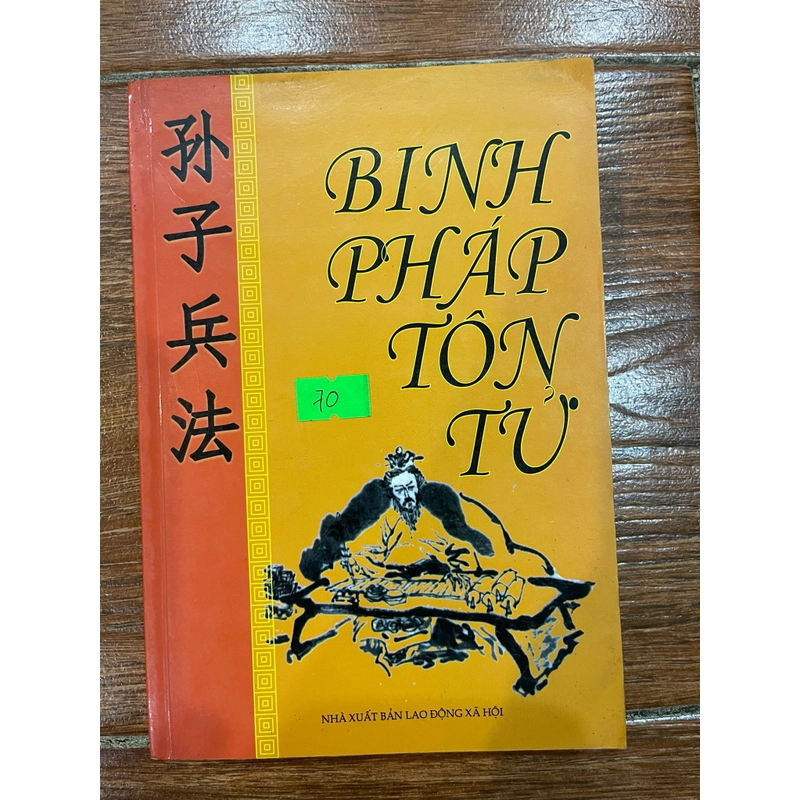 孙子兵法
BINH
PHÁP
TÔN
TỬ
70
NHÀ XUẤT BẢN LAO ĐỘNG XÃ HỘI